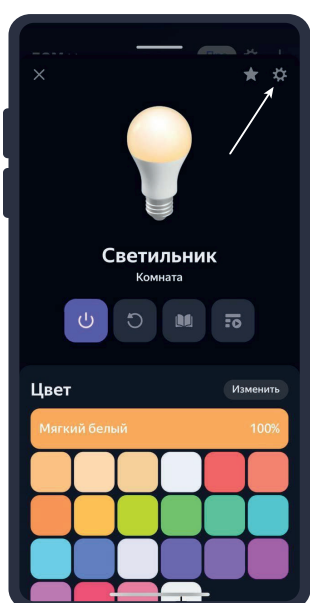 Светильник
Комната
Цвет
Изменить
Мягкий белый
100%